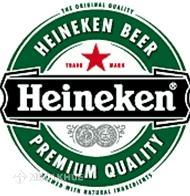 THE ORIGINAL QUALITY
HEINEKEN BEER
TRADE MARK
Heineken®
PREMIUM QUALITY
WITH NATURAL INGREDIENTS